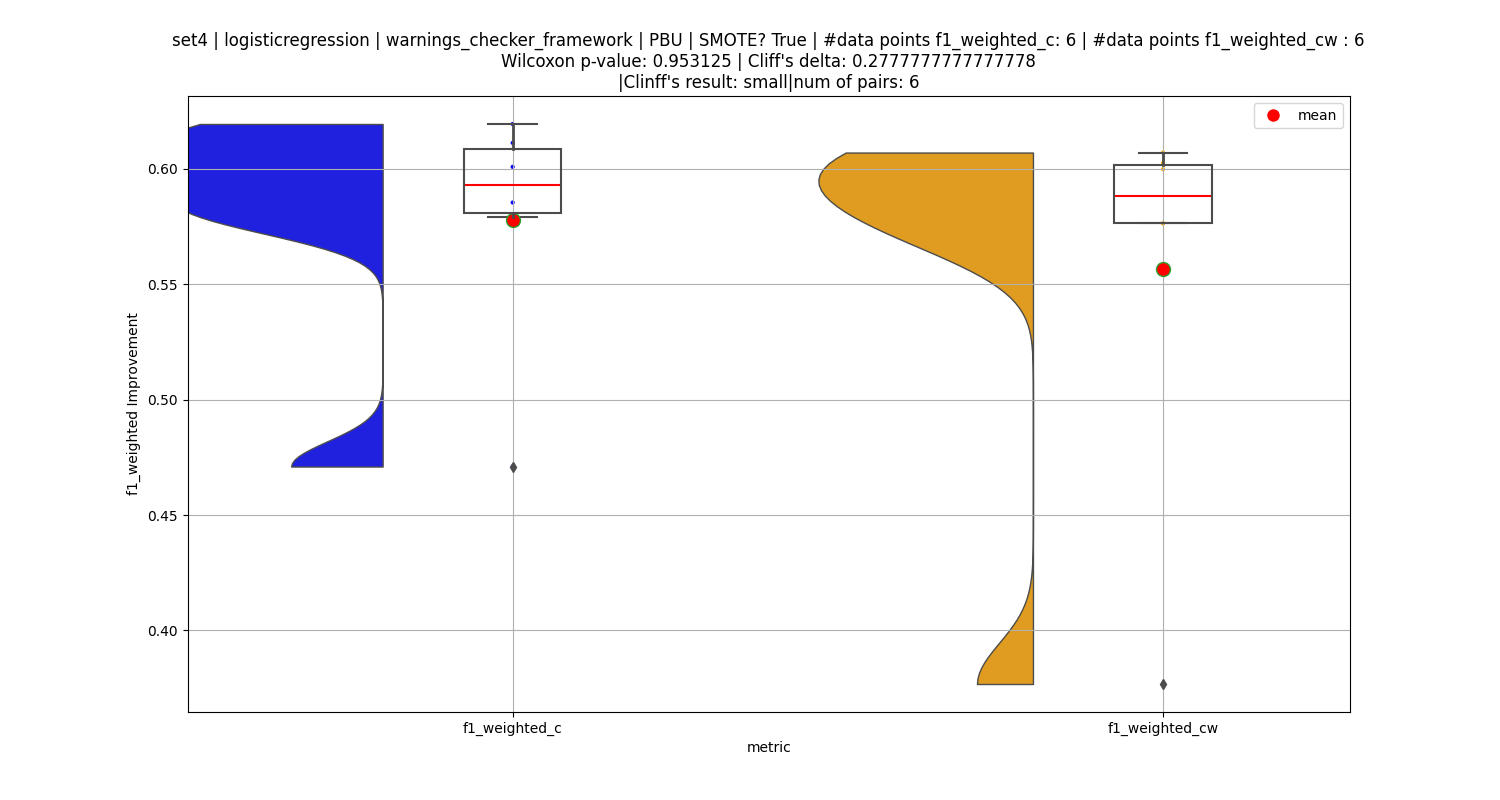 set4 | logisticregression | warnings_checker_framework | PBU | SMOTE? True | #data points f1_weighted_c: 6 | #data points f1_weighted_cw : 6
Wilcoxon p-value: 0.953125 | Cliff's delta: 0.2777777777777778
|Clinff's result: small|num of pairs: 6
mean
0.60
0.55
0.50
0.45
0.40
f1_weighted Improvement
f1_weighted_c
f1_weighted_cw
metric